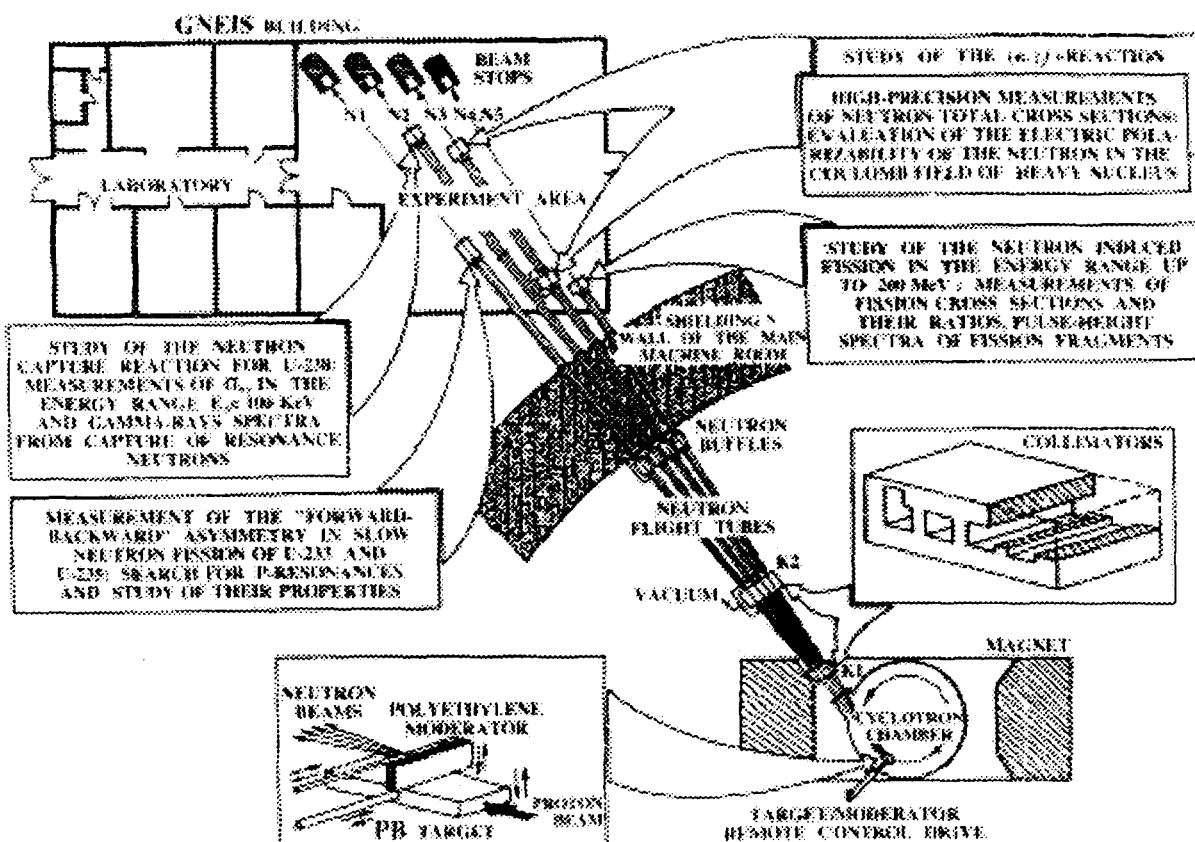 GNEIS BUILDING
BEAM
STOPS
N1 N2 N3 N4 N5
LABORATORY
EXPERIMENT AREA
STUDY OF THE REACTION
HIGH-PRECISION MEASUREMENTS
OF NEUTRON TOTAL CROSS SECTIONS:
EVALUATION OF THE ELECTRIC POLA-
RIZABILITY OF THE NEUTRON IN THE
COULOMB FIELD OF HEAVY NUCLEUS
STUDY OF THE NEUTRON INDUCED
FISSION IN THE ENERGY RANGE UP
TO 200 MeV : MEASUREMENTS OF
FISSION CROSS SECTIONS AND
THEIR RATIOS, PULSE-HEIGHT
SPECTRA OF FISSION FRAGMENTS
SHIELDING
WALL OF THE MAIN
MACHINE ROOM
STUDY OF THE NEUTRON
CAPTURE REACTION FOR U-238:
MEASUREMENTS OF IN THE
ENERGY RANGE 100 KeV
AND GAMMA-RAYS SPECTRA
FROM CAPTURE OF RESONANCE
NEUTRONS
MEASUREMENT OF THE "FORWARD-
BACKWARD" ASYMMETRY IN SLOW
NEUTRON FISSION OF U-233 AND
U-235: SEARCH FOR P-RESONANCES
AND STUDY OF THEIR PROPERTIES
NEUTRON
BUFFLES
NEUTRON
FLIGHT TUBES
COLLIMATORS
K2
VACUUM
K1
MAGNET
CYCLOTRON
CHAMBER
NEUTRON
BEAMS
POLYETHYLENE
MODERATOR
PROTON
BEAM
PB TARGET
TARGET/MODERATOR
REMOTE CONTROL DRIVE